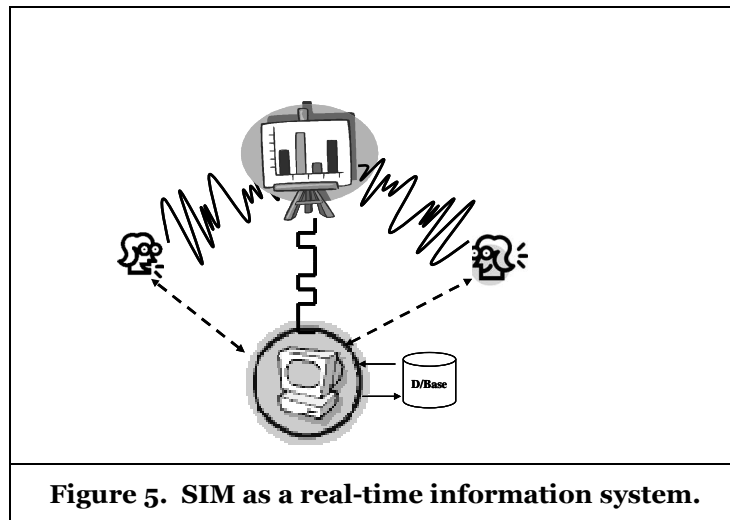 D/Base
Figure 5.  SIM as a real-time information system.